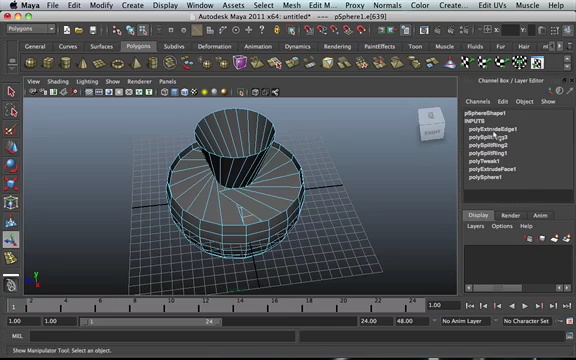 Maya File Edit Modify Create Display Window Assets Select Mesh Edit M... Proxy Normals Color Create... Edit UVs Muscle
Autodesk Maya 2011 x64: untitled* --- pSphere1.e[639]
Polygons X: Y: Z:
General Curves Surfaces Polygons Subdivs Deformation Animation Dynamics Rendering PaintEffects Toon Muscle Fluids Fur Hair
View Shading Lighting Show Renderer Panels
Channel Box / Layer Editor
Channels Edit Object Show
pSphereShape1
INPUTS
polyExtrudeEdge1
polySplitRing3
polySplitRing2
polySplitRing1
polyTweak1
polyExtrudeFace1
polySphere1
y
Display Render Anim
Layers Options Help
2 4 6 8 10 12 14 16 18 20 22 24 1.00
1.00 1.00 1 24 24.00 48.00 No Anim Layer No Character Set
MEL
Show Manipulator Tool: Select an object.